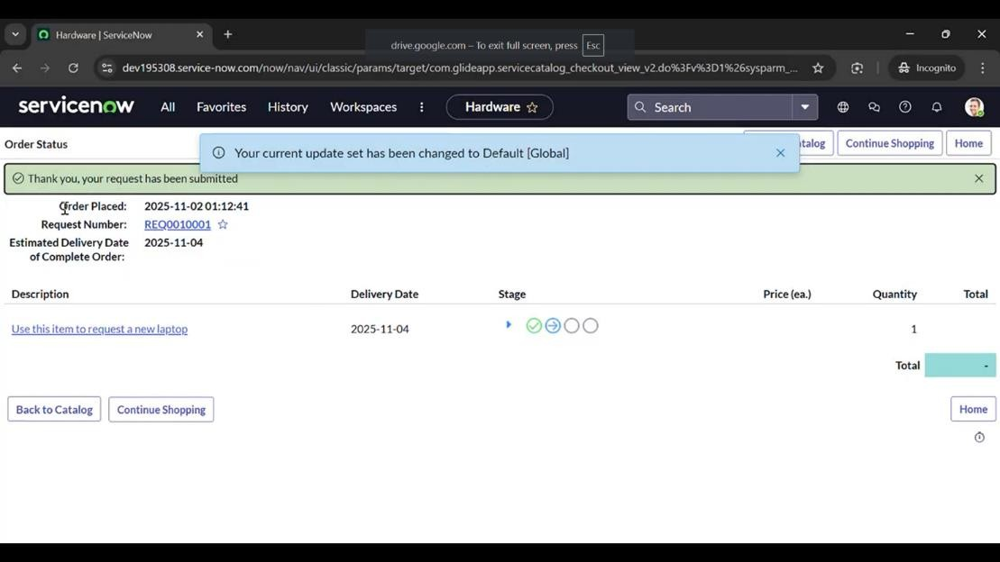 Hardware | ServiceNow
drive.google.com – To exit full screen, press Esc
dev195308.service-now.com/now/nav/ui/classic/params/target/com.glideapp.servicecatalog_checkout_view_v2.do%3Fv%3D1%26sysparm_...
Incognito
servicenow All Favorites History Workspaces Hardware Search
Order Status
Your current update set has been changed to Default [Global]
atalog Continue Shopping Home
Thank you, your request has been submitted
Order Placed: 2025-11-02 01:12:41
Request Number: REQ0010001
Estimated Delivery Date 2025-11-04
of Complete Order:
Description Delivery Date Stage Price (ea.) Quantity Total
Use this item to request a new laptop 2025-11-04 1
Total -
Back to Catalog Continue Shopping Home